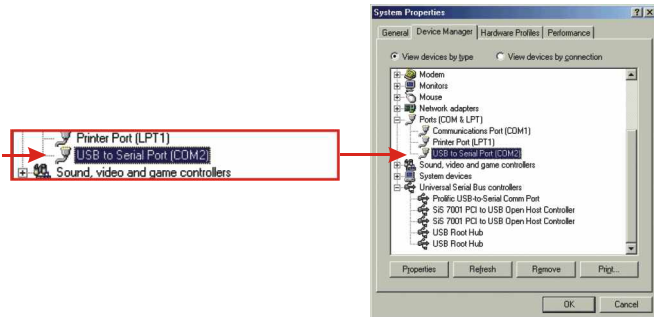 Printer Port (LPT1)
USB to Serial Port (COM2)
Sound, video and game controllers
System Properties
General Device Manager Hardware Profiles Performance
View devices by type View devices by connection
Modem
Monitors
Mouse
Network adapters
Ports (COM & LPT)
Communications Port (COM1)
Printer Port (LPT1)
USB to Serial Port (COM2)
Sound, video and game controllers
System devices
Universal Serial Bus controllers
Prolific USB-to-Serial Comm Port
SiS 7001 PCI to USB Open Host Controller
SiS 7001 PCI to USB Open Host Controller
USB Root Hub
USB Root Hub
Properties Refresh Remove Print...
OK Cancel